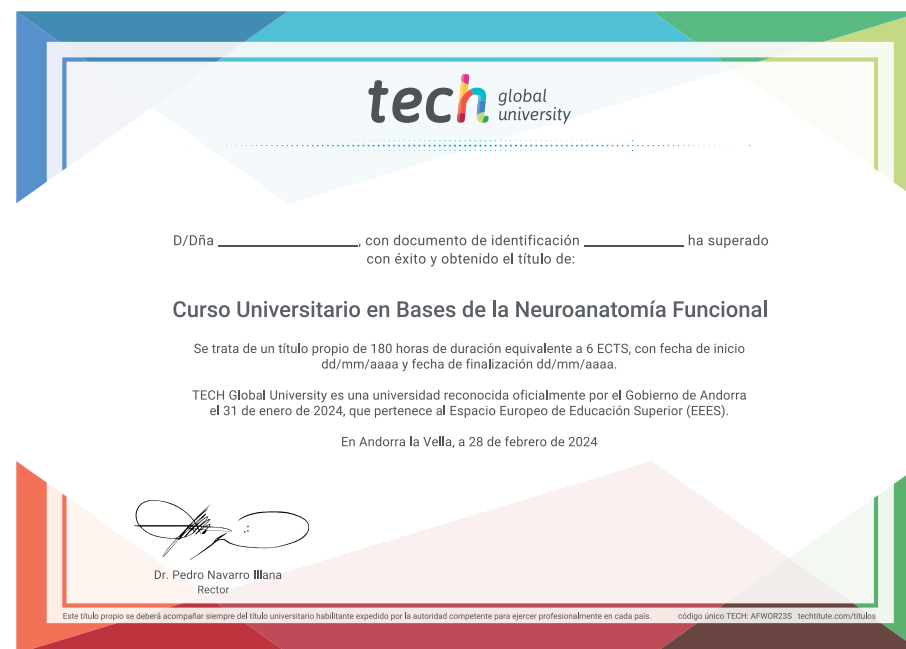 tech global university
D/Dña ____________________, con documento de identificación ______________ ha superado
con éxito y obtenido el título de:
Curso Universitario en Bases de la Neuroanatomía Funcional
Se trata de un título propio de 180 horas de duración equivalente a 6 ECTS, con fecha de inicio
dd/mm/aaaa y fecha de finalización dd/mm/aaaa.
TECH Global University es una universidad reconocida oficialmente por el Gobierno de Andorra
el 31 de enero de 2024, que pertenece al Espacio Europeo de Educación Superior (EEES).
En Andorra la Vella, a 28 de febrero de 2024
Dr. Pedro Navarro Illana
Rector
Este título propio se deberá acompañar siempre del título universitario habilitante expedido por la autoridad competente para ejercer profesionalmente en cada país. código único TECH: AFWOR23S techtitute.com/titulos